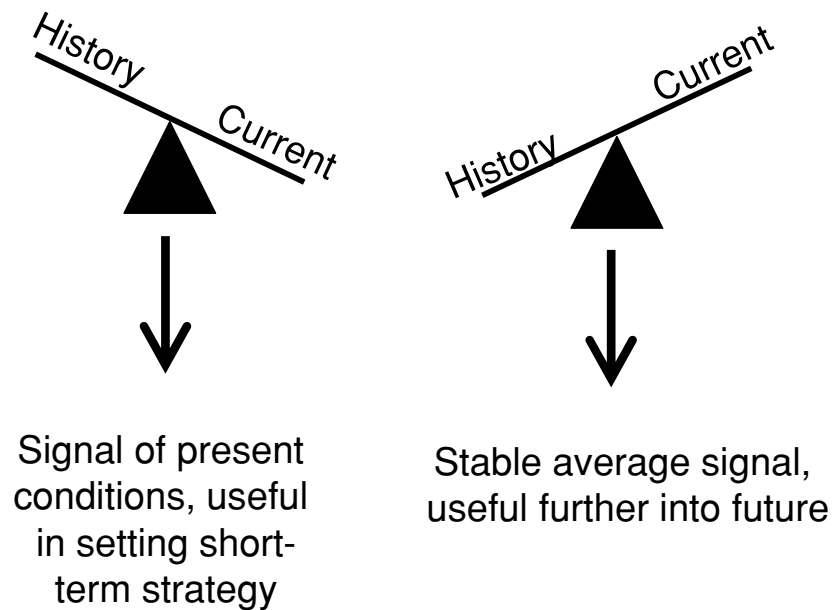 History
Current
Signal of present
conditions, useful
in setting short-
term strategy
Current
History
Stable average signal,
useful further into future